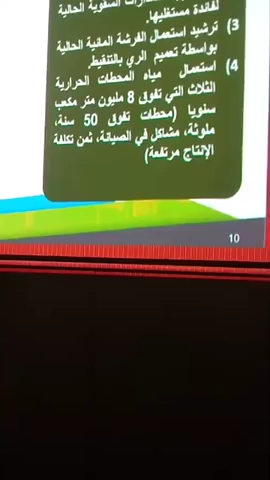 السقوية الحالية
لفائدة مستغليها.
3) ترشيد استعمال الفرشة المائية الحالية
بواسطة تعميم الري بالتنقيط.
4) استعمال مياه المحطات الحرارية
الثلاث التي تفوق 8 مليون متر مكعب
سنويا (محطات تفوق 50 سنة،
ملوثة، مشاكل في الصيانة، ثمن تكلفة
الإنتاج مرتفعة)
10